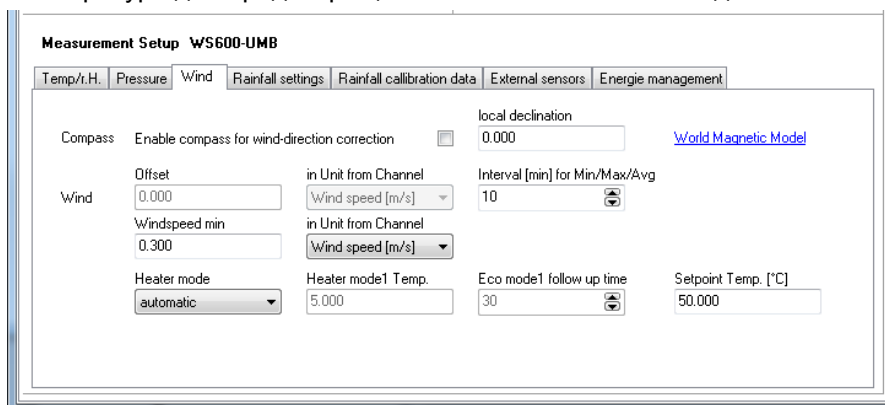 Measurement Setup WS600-UMB
Temp/r.H. Pressure Wind Rainfall settings Rainfall callibration data External sensors Energie management
local declination
Compass Enable compass for wind-direction correction 0.000 World Magnetic Model
Offset in Unit from Channel Interval [min] for Min/Max/Avg
Wind 0.000 Wind speed [m/s] 10
Windspeed min in Unit from Channel
0.300 Wind speed [m/s]
Heater mode Heater mode1 Temp. Eco mode1 follow up time Setpoint Temp. [°C]
automatic 5.000 30 50.000